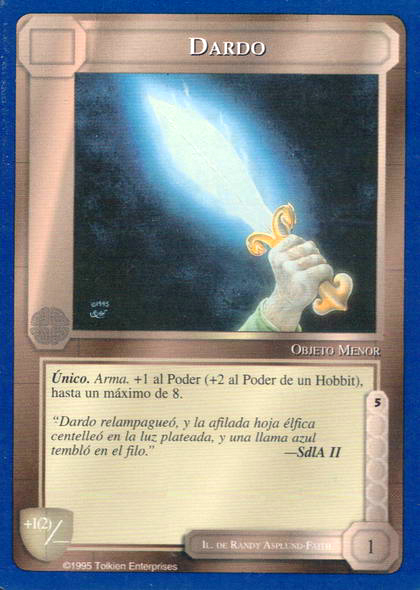 Dardo
©1995
Objeto Menor
Único. Arma. +1 al Poder (+2 al Poder de un Hobbit),
hasta un máximo de 8.
5
“Dardo relampagueó, y la afilada hoja élfica
centelleó en la luz plateada, y una llama azul
tembló en el filo.” —SdlA II
+1(2)/–
Il. de Randy Asplund-Faith
1
©1995 Tolkien Enterprises